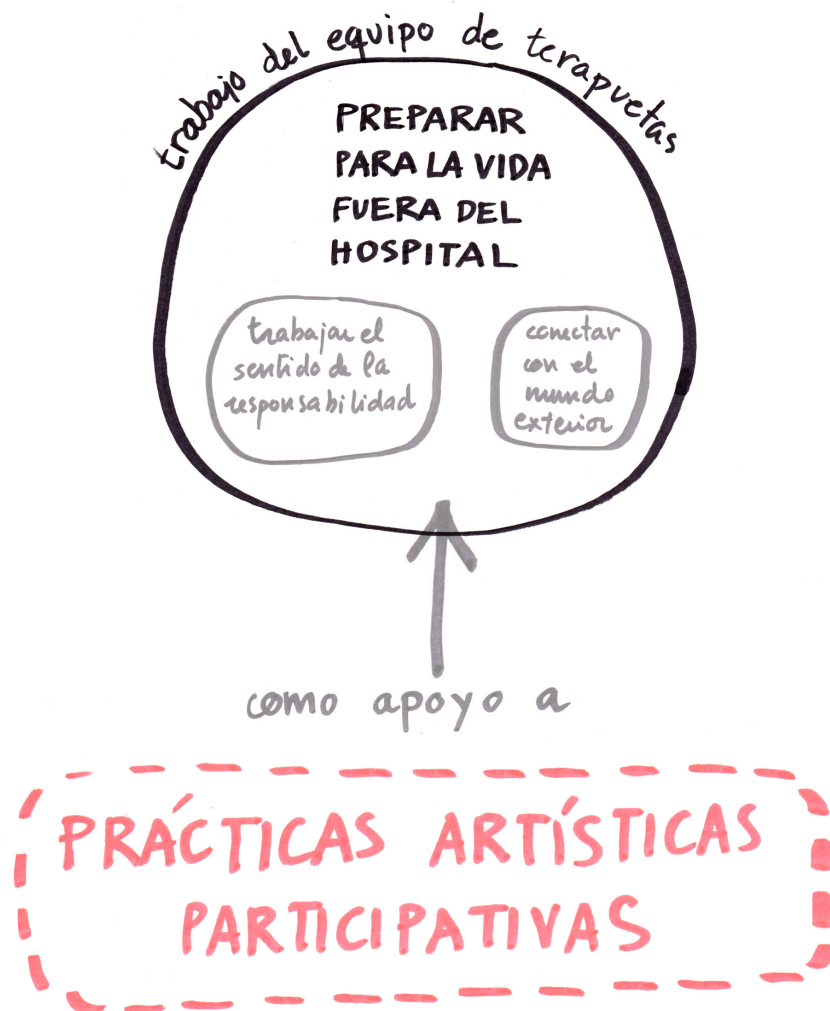 trabajo del equipo de terapuetas
PREPARAR
PARA LA VIDA
FUERA DEL
HOSPITAL
trabajar el
sentido de la
responsabilidad
conectar
con el
mundo
exterior
como apoyo a
PRÁCTICAS ARTÍSTICAS
PARTICIPATIVAS